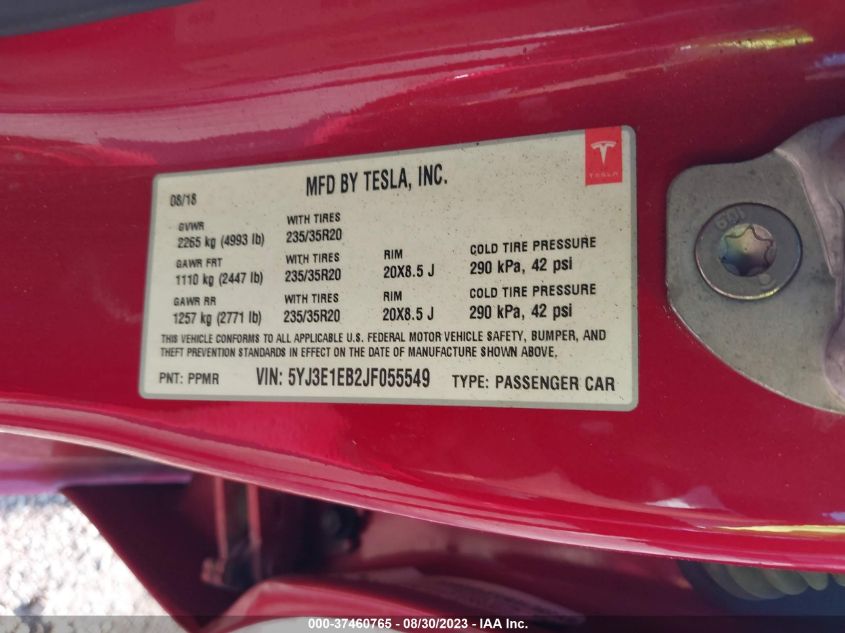 MFD BY TESLA, INC.
TESLA
08/18
GVWR WITH TIRES
2265 kg (4993 lb) 235/35R20
GAWR FRT WITH TIRES RIM COLD TIRE PRESSURE
1110 kg (2447 lb) 235/35R20 20X8.5 J 290 kPa, 42 psi
GAWR RR WITH TIRES RIM COLD TIRE PRESSURE
1257 kg (2771 lb) 235/35R20 20X8.5 J 290 kPa, 42 psi
THIS VEHICLE CONFORMS TO ALL APPLICABLE U.S. FEDERAL MOTOR VEHICLE SAFETY, BUMPER, AND
THEFT PREVENTION STANDARDS IN EFFECT ON THE DATE OF MANUFACTURE SHOWN ABOVE.
PNT: PPMR VIN: 5YJ3E1EB2JF055549 TYPE: PASSENGER CAR
000-37460765 - 08/30/2023 - IAA Inc.